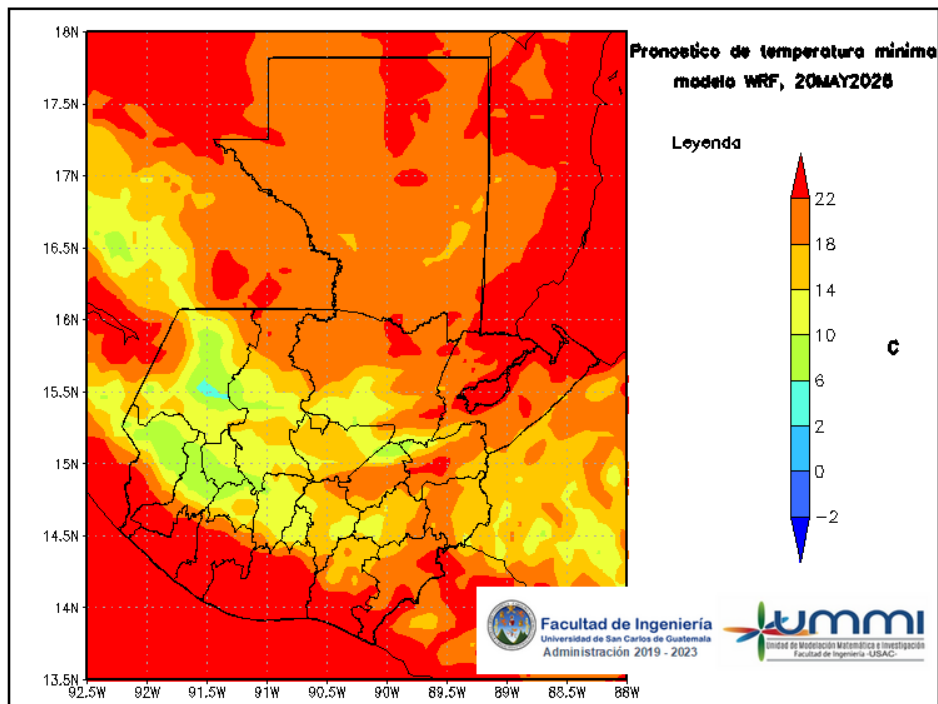 Pronostico de temperatura minima
modelo WRF, 20MAY2026
Leyenda
22
18
14
10
6
2
0
-2
C
18N
17.5N
17N
16.5N
16N
15.5N
15N
14.5N
14N
13.5N
92.5W
92W
91.5W
91W
90.5W
90W
89.5W
89W
88.5W
88W
Facultad de Ingeniería
Universidad de San Carlos de Guatemala
Administración 2019 - 2023
UMMI
Unidad de Modelación Matemática e Investigación
Facultad de Ingeniería -USAC-